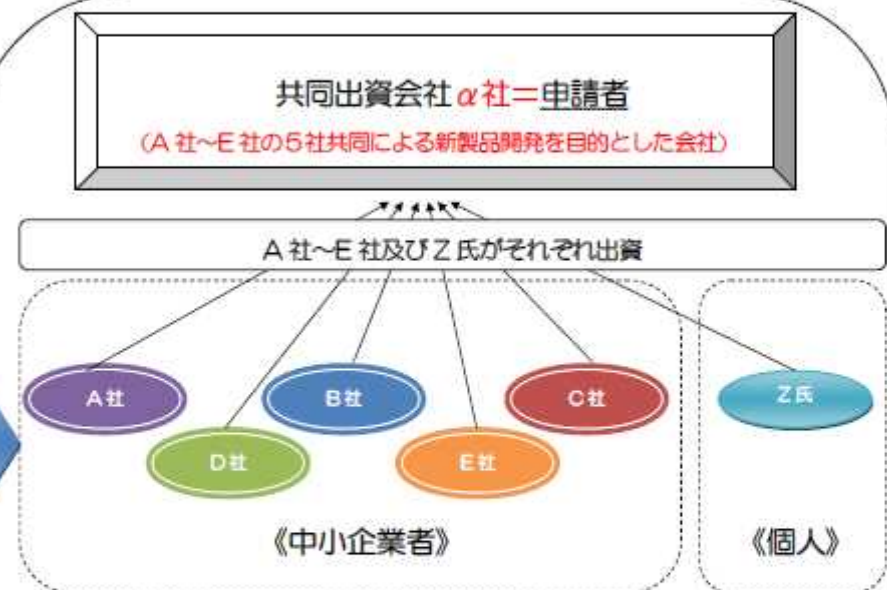 共同出資会社α社=申請者
(A社~E社の5社共同による新製品開発を目的とした会社)
A社~E社及びZ氏がそれぞれ出資
A社
B社
C社
Z氏
D社
E社
《中小企業者》
《個人》